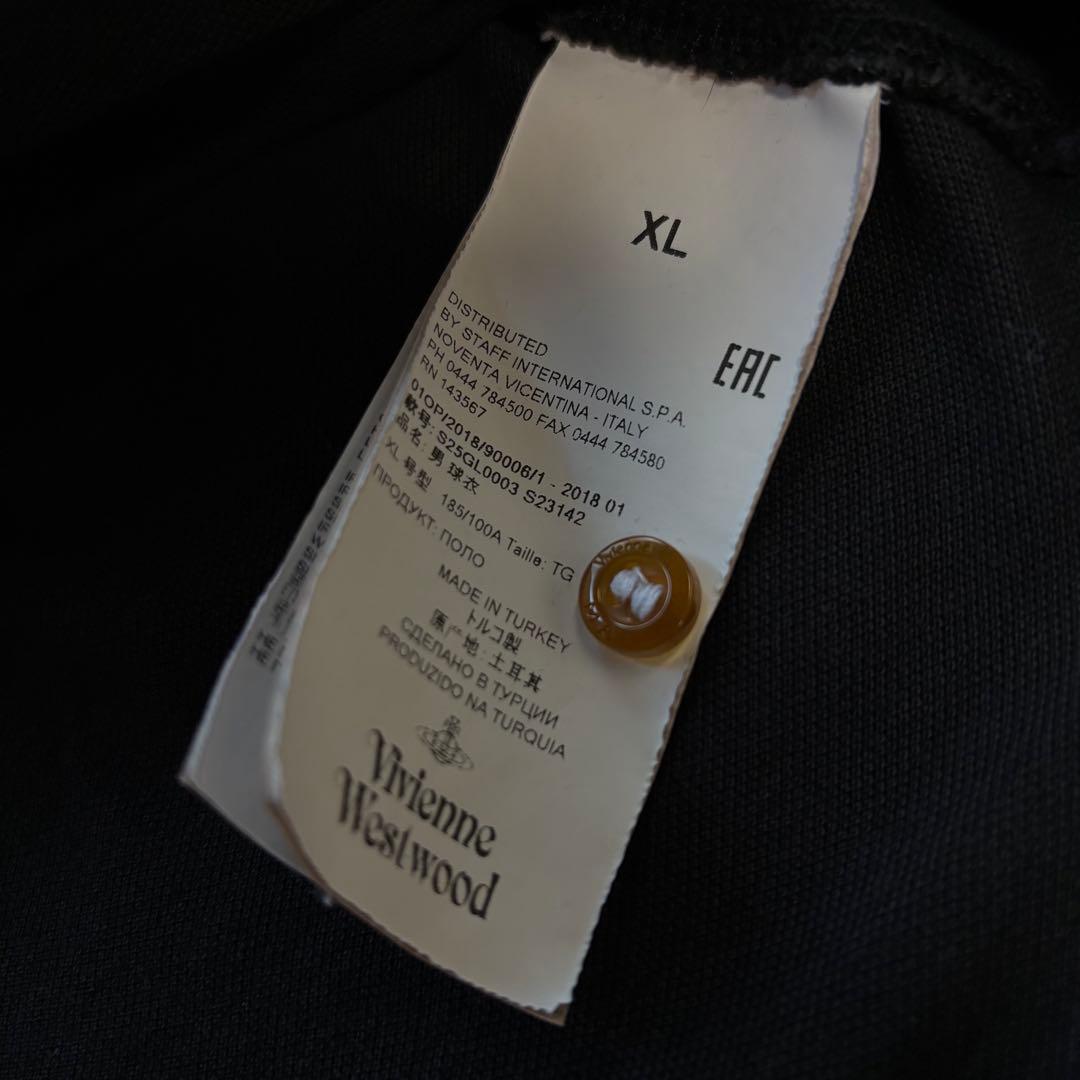 XL
EAC
DISTRIBUTED
BY STAFF INTERNATIONAL S.P.A.
NOVENTA VICENTINA - ITALY
PH 0444 784500 FAX 0444 784580
RN 143567
01OP/2018/90006/1 - 2018 01
款号: S25GL0003 S23142
品名: 男 球衣
XL 号型 185/100A Taille: TG
ПРОДУКТ: ПОЛО
MADE IN TURKEY
トルコ製
原产地: 土耳其
СДЕЛАНО В ТУРЦИИ
PRODUZIDO NA TURQUIA
Vivienne
Westwood
Vivienne